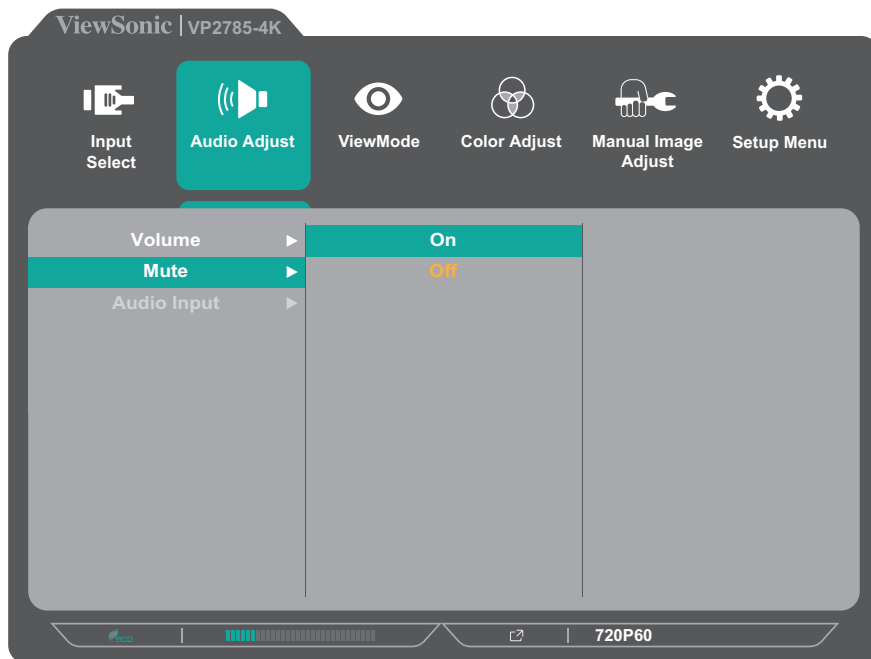 ViewSonic | VP2785-4K
Input Select
Audio Adjust
ViewMode
Color Adjust
Manual Image Adjust
Setup Menu
Volume
On
Mute
Off
Audio Input
eco
720P60